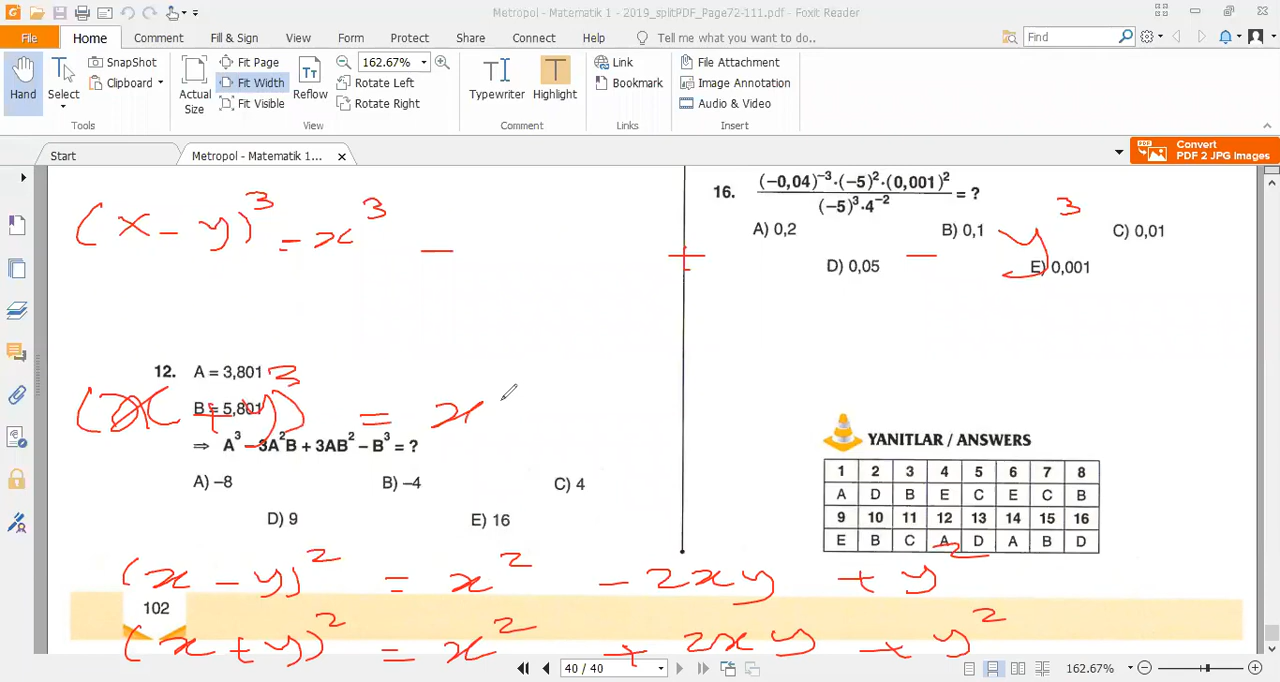 Metropol - Matematik 1 - 2019_splitPDF_Page72-111.pdf - Foxit Reader
File Home Comment Fill & Sign View Form Protect Share Connect Help Tell me what you want to do.. Find
SnapShot Fit Page 162.67% Link File Attachment
Hand Select Clipboard Actual Size Fit Width Reflow Rotate Left Typewriter Highlight Bookmark Image Annotation
Fit Visible Rotate Right Audio & Video
Tools View Comment Links Insert
Start Metropol - Matematik 1... Convert PDF 2 JPG Images
(x - y)³ = x³ - + - y³
16. (−0,04)⁻³·(−5)²·(0,001)² / (−5)³·4⁻² = ?
A) 0,2 B) 0,1 C) 0,01
D) 0,05 E) 0,001
12. A = 3,801
B = 5,801
(x + y)³ = x
⇒ A³ − 3A²B + 3AB² − B³ = ?
A) −8 B) −4 C) 4
D) 9 E) 16
YANITLAR / ANSWERS
1 2 3 4 5 6 7 8
A D B E C E C B
9 10 11 12 13 14 15 16
E B C A D A B D
(x - y)² = x² - 2xy + y²
102
(x + y)² = x² + 2xy + y²
40 / 40 162.67%